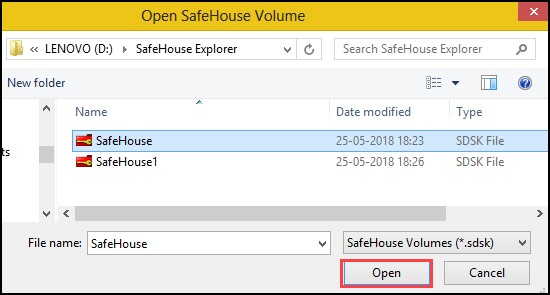 Open SafeHouse Volume
« LENOVO (D:) SafeHouse Explorer Search SafeHouse Explorer
New folder
Name Date modified Type
SafeHouse 25-05-2018 18:23 SDSK File
ts SafeHouse1 25-05-2018 18:26 SDSK File
File name: SafeHouse SafeHouse Volumes (*.sdsk)
Open Cancel